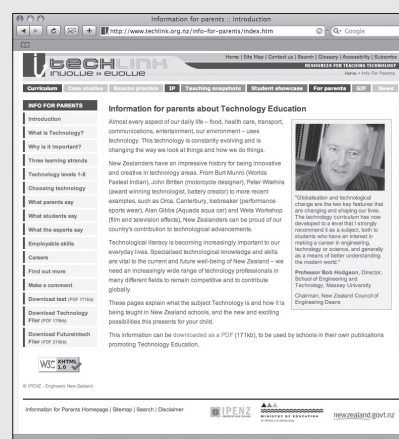 Information for parents :: Introduction
http://www.techlink.org.nz/info-for-parents/index.htm
Google
techlink
involve » evolve
Home | Site Map | Contact us | Search | Glossary | Accessibility | Subscribe
RESOURCES FOR TEACHING TECHNOLOGY
Home > Info For Parents
Curriculum Case studies Beacon practice IP Teaching snapshots Student showcase For parents GIF News
INFO FOR PARENTS
Introduction
What is Technology?
Why is it important?
Three learning strands
Technology levels 1-8
Choosing technology
What parents say
What students say
What the experts say
Employable skills
Careers
Find out more
Make a comment
Download text (PDF 171kb)
Download Technology
Flier (PDF 170kb)
Download Futureintech
Flier (PDF 213kb)
W3C XHTML 1.0
Information for parents about Technology Education
Almost every aspect of our daily life – food, health care, transport,
communications, entertainment, our environment – uses
technology. This technology is constantly evolving and is
changing the way we look at things and how we do things.
New Zealanders have an impressive history for being innovative
and creative in technology areas. From Burt Munro (Worlds
Fastest Indian), John Britten (motorcycle designer), Peter Witehira
(award winning technologist, battery creator) to more recent
examples, such as Orca, Canterbury, Icebreaker (performance
sports wear), Alan Gibbs (Aquada aqua car) and Weta Workshop
(film and television effects), New Zealanders can be proud of our
country's contribution to technological advancements.
Technological literacy is becoming increasingly important to our
everyday lives. Specialised technological knowledge and skills
are vital to the current and future well-being of New Zealand – we
need an increasingly wide range of technology professionals in
many different fields to remain competitive and to contribute
globally.
These pages explain what the subject Technology is and how it is
being taught in New Zealand schools, and the new and exciting
possibilities this presents for your child.
This information can be downloaded as a PDF (171kb), to be used by schools in their own publications
promoting Technology Education.
"Globalisation and technological
change are the two key features that
are changing and shaping our lives.
The technology curriculum has now
developed to a level that I strongly
recommend it as a subject, both to
students who have an interest in
making a career in engineering,
technology or science, and generally
as a means of better understanding
the modern world."
Professor Bob Hodgson, Director,
School of Engineering and
Technology, Massey University
Chairman, New Zealand Council of
Engineering Deans
© IPENZ - Engineers New Zealand
Information for Parents Homepage | Sitemap | Search | Disclaimer
IPENZ
MINISTRY OF EDUCATION
newzealand.govt.nz